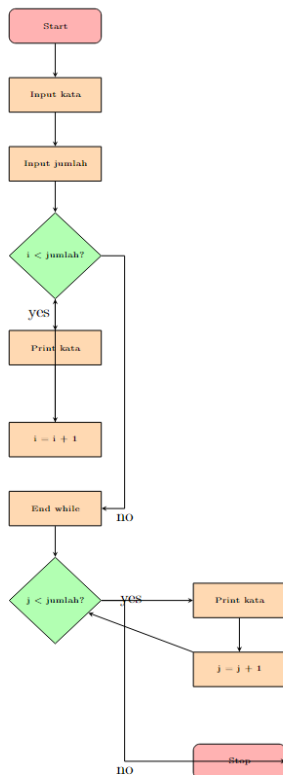 Start
Input kata
Input jumlah
i < jumlah?
yes
Print kata
i = i + 1
End while
no
j < jumlah?
yes
Print kata
j = j + 1
Stop
no